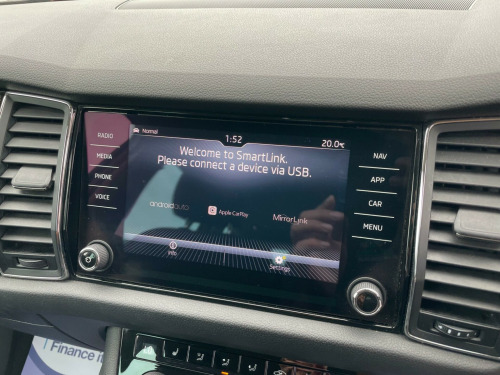 RADIO
MEDIA
PHONE
VOICE
Normal
1:52
20.0°C
Welcome to SmartLink.
Please connect a device via USB.
androidauto
Apple CarPlay
MirrorLink
Info
Settings
NAV
APP
CAR
MENU
Finance